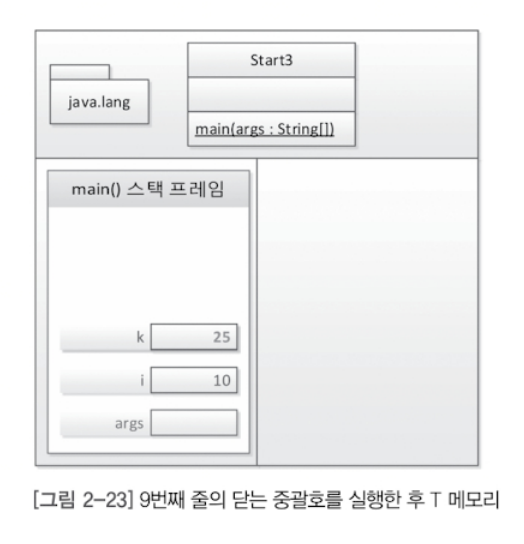 Start3
java.lang
main(args : String[])
main() 스택 프레임
k 25
i 10
args
[그림 2-23] 9번째 줄의 닫는 중괄호를 실행한 후 T 메모리